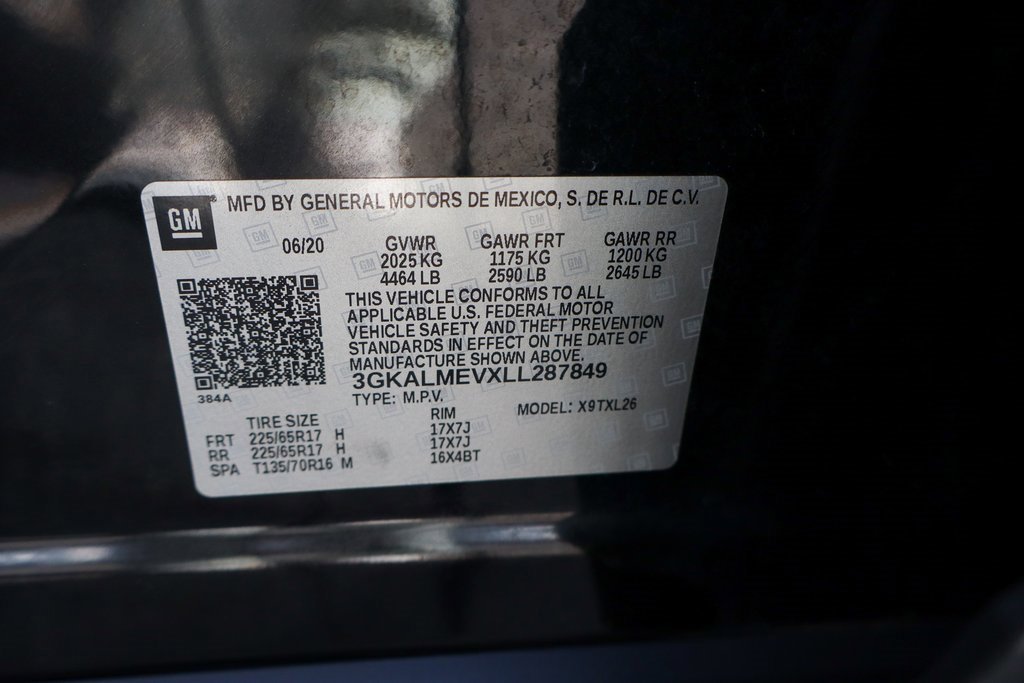 GM MFD BY GENERAL MOTORS DE MEXICO, S. DE R.L. DE C.V.
06/20 GVWR GAWR FRT GAWR RR
2025 KG 1175 KG 1200 KG
4464 LB 2590 LB 2645 LB
THIS VEHICLE CONFORMS TO ALL
APPLICABLE U.S. FEDERAL MOTOR
VEHICLE SAFETY AND THEFT PREVENTION
STANDARDS IN EFFECT ON THE DATE OF
MANUFACTURE SHOWN ABOVE.
3GKALMEVXLL287849
384A
TYPE: M.P.V. MODEL: X9TXL26
TIRE SIZE RIM
FRT 225/65R17 H 17X7J
RR 225/65R17 H 17X7J
SPA T135/70R16 M 16X4BT